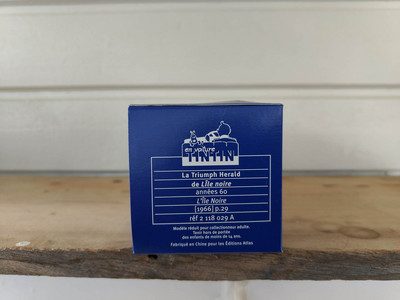 en voiture
TINTIN
La Triumph Herald
de L'Île noire
années 60
L'Île Noire
[1966] p.29
réf 2 118 029 A
Modèle réduit pour collectionneur adulte.
Tenir hors de portée
des enfants de moins de 14 ans.
Fabriqué en Chine pour les Éditions Atlas